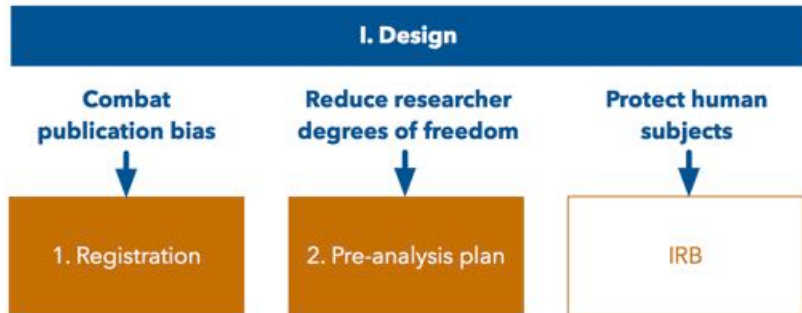 I. Design
Combat
publication bias
Reduce researcher
degrees of freedom
Protect human
subjects
1. Registration
2. Pre-analysis plan
IRB